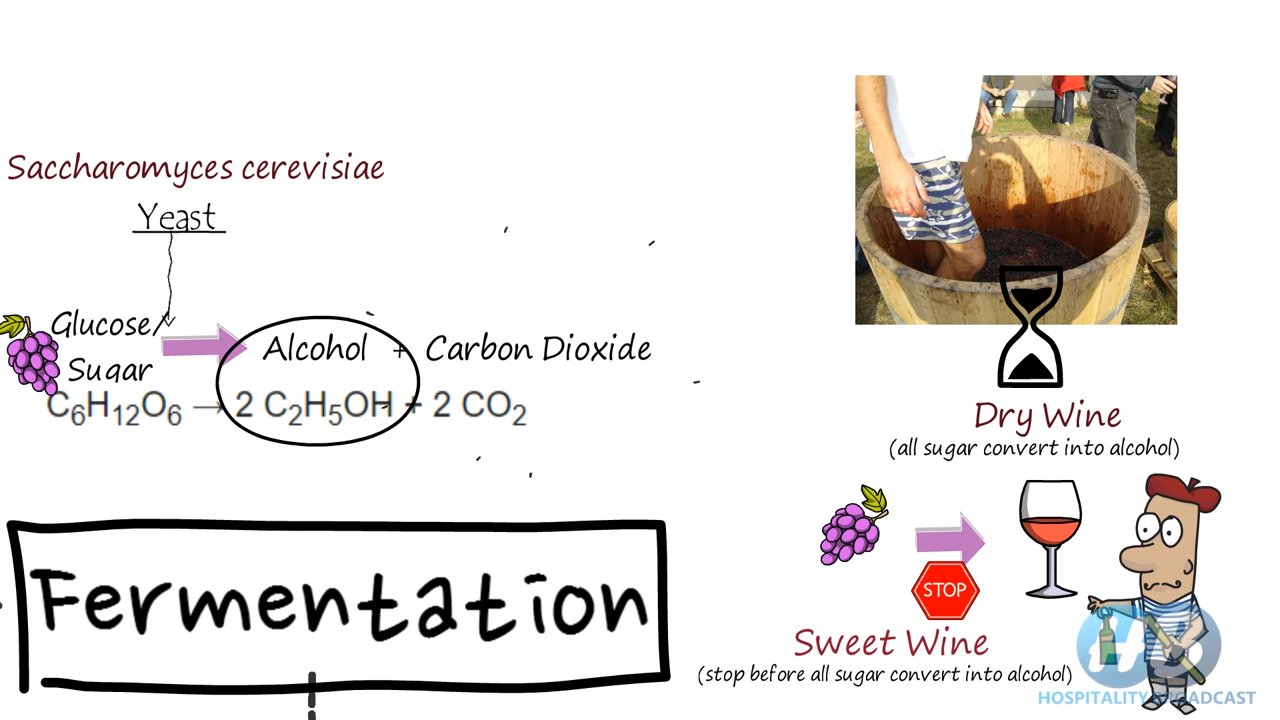 Saccharomyces cerevisiae
Yeast
Glucose/
Sugar
Alcohol + Carbon Dioxide
C₆H₁₂O₆ → 2 C₂H₅OH + 2 CO₂
Fermentation
Dry Wine
(all sugar convert into alcohol)
STOP
Sweet Wine
(stop before all sugar convert into alcohol)
HOSPITALITY BROADCAST